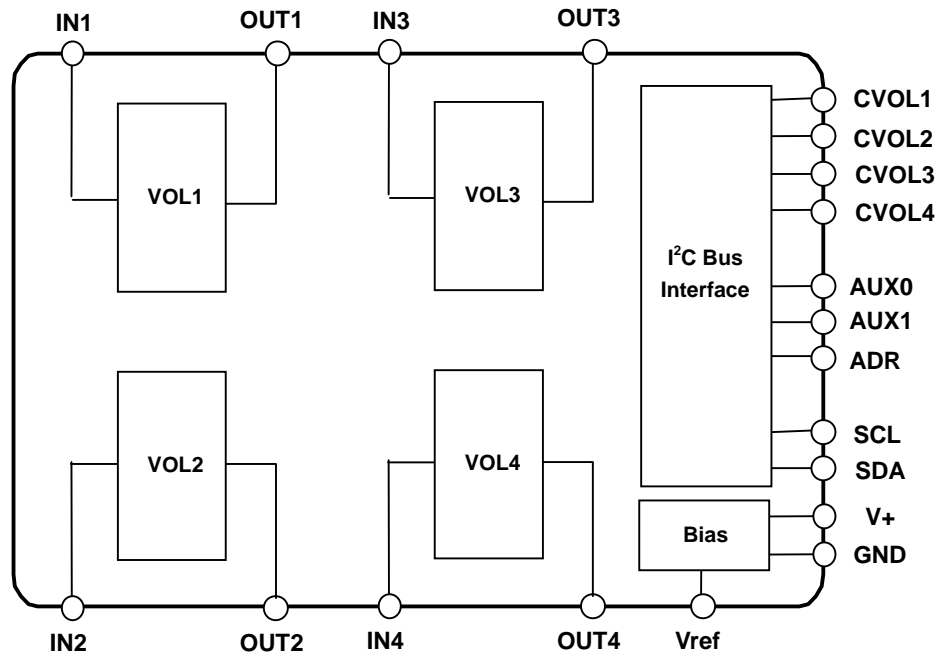 IN1
OUT1
IN3
OUT3
VOL1
VOL3
I²C Bus
Interface
CVOL1
CVOL2
CVOL3
CVOL4
AUX0
AUX1
ADR
SCL
SDA
VOL2
VOL4
Bias
V+
GND
IN2
OUT2
IN4
OUT4
Vref